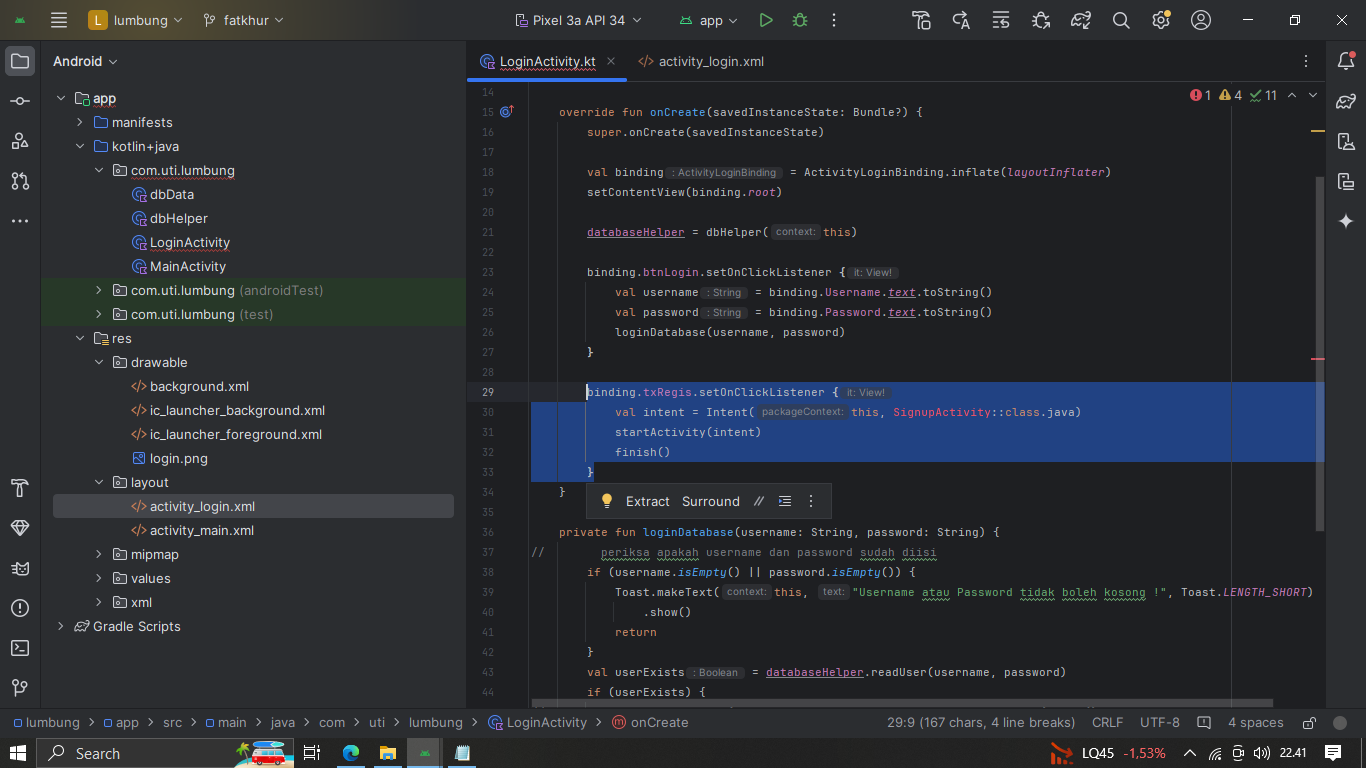 L lumbung fatkhur Pixel 3a API 34 app
Android
LoginActivity.kt activity_login.xml
app
manifests
kotlin+java
com.uti.lumbung
dbData
dbHelper
LoginActivity
MainActivity
com.uti.lumbung (androidTest)
com.uti.lumbung (test)
res
drawable
background.xml
ic_launcher_background.xml
ic_launcher_foreground.xml
login.png
layout
activity_login.xml
activity_main.xml
mipmap
values
xml
Gradle Scripts
1 4 11
14
15 override fun onCreate(savedInstanceState: Bundle?) {
16 super.onCreate(savedInstanceState)
17
18 val binding : ActivityLoginBinding = ActivityLoginBinding.inflate(layoutInflater)
19 setContentView(binding.root)
20
21 databaseHelper = dbHelper( context: this)
22
23 binding.btnLogin.setOnClickListener { it: View!
24 val username : String = binding.Username.text.toString()
25 val password : String = binding.Password.text.toString()
26 loginDatabase(username, password)
27 }
28
29 binding.txRegis.setOnClickListener { it: View!
30 val intent = Intent( packageContext: this, SignupActivity::class.java)
31 startActivity(intent)
32 finish()
33 }
34 }
Extract Surround
35
36 private fun loginDatabase(username: String, password: String) {
37 // periksa apakah username dan password sudah diisi
38 if (username.isEmpty() || password.isEmpty()) {
39 Toast.makeText( context: this, text: "Username atau Password tidak boleh kosong !", Toast.LENGTH_SHORT)
40 .show()
41 return
42 }
43 val userExists : Boolean = databaseHelper.readUser(username, password)
44 if (userExists) {
lumbung > app > src > main > java > com > uti > lumbung > LoginActivity > m onCreate 29:9 (167 chars, 4 line breaks) CRLF UTF-8 4 spaces
Search LQ45 -1,53% 22.41